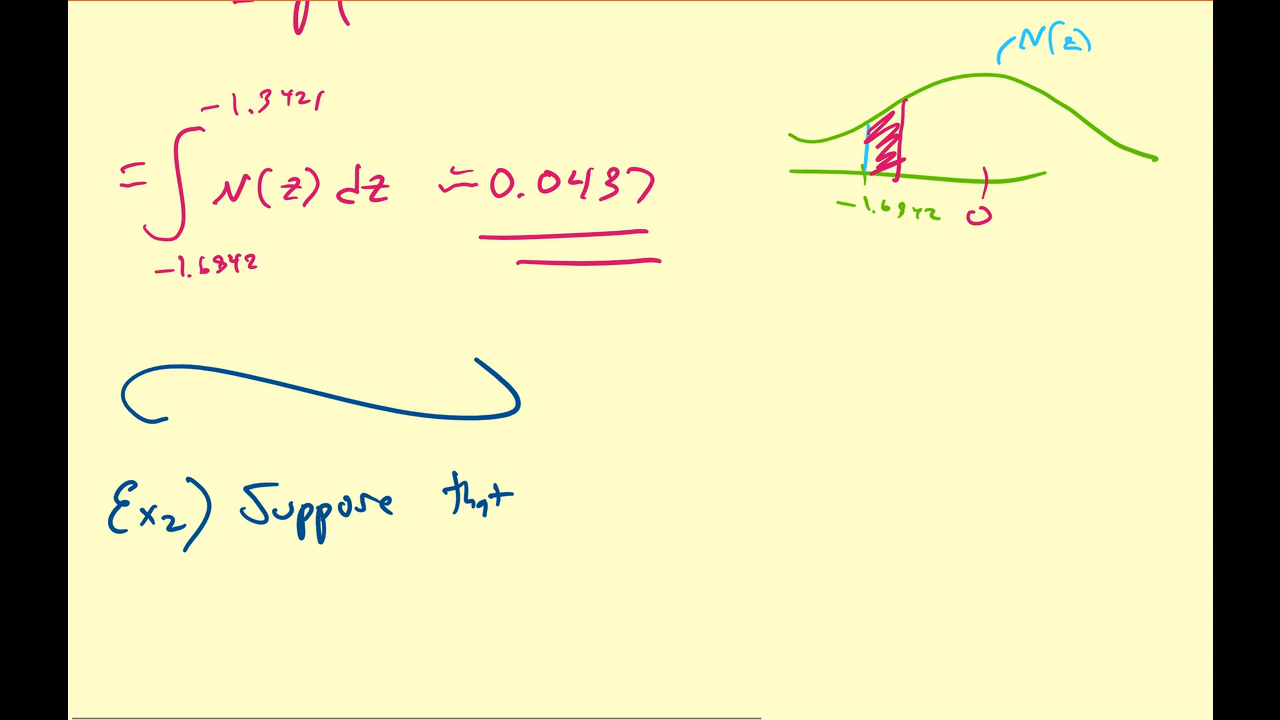 N(z)
-1.3421
= ∫ N(z) dz ≈ 0.0437
-1.6842
-1.6842 0
Ex2) Suppose that